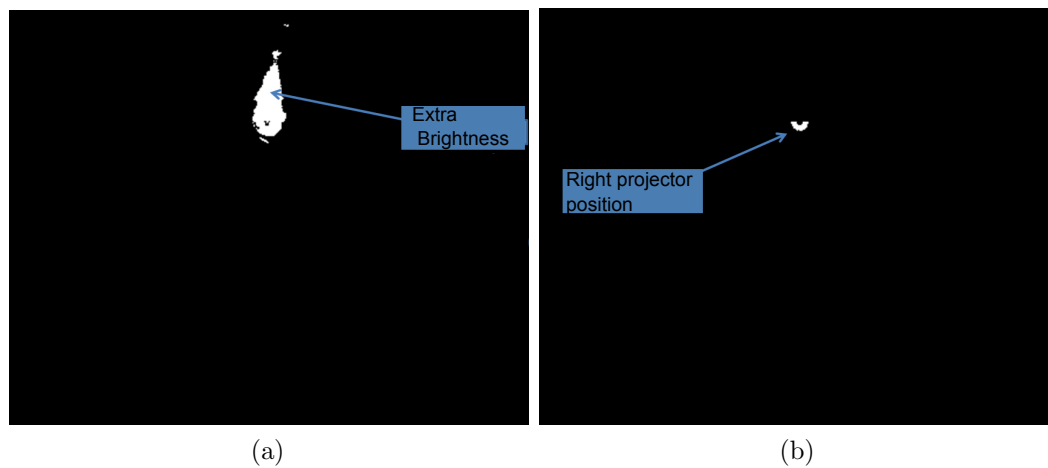 Extra
Brightness
Right projector
position
(a)
(b)